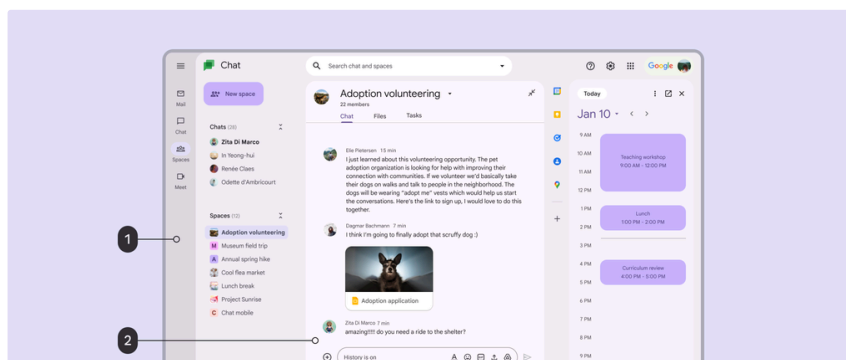 Chat
Search chat and spaces
Google
New space
Mail
Chat
Spaces
Meet
Chats (25)
Zita Di Marco
In Yeong-hui
Renée Claes
Odette d'Ambricourt
Spaces (12)
Adoption volunteering
Museum field trip
Annual spring hike
Cool flea market
Lunch break
Project Sunrise
Chat mobile
M
A
C
1
2
Adoption volunteering
22 members
Chat Files Tasks
Elie Pietersen 15 min
I just learned about this volunteering opportunity. The pet
adoption organization is looking for help with improving their
connection with communities. If we volunteer we'd basically take
their dogs on walks and talk to people in the neighborhood. The
dogs will be wearing "adopt me" vests which would help us start
the conversations. Here's the link to sign up, I would love to do this
together.
Dagmar Bachmann 7 min
I think I'm going to finally adopt that scruffy dog :)
Adoption application
Zita Di Marco 7 min
amazing!!!! do you need a ride to the shelter?
History is on
Today
Jan 10
9 AM
10 AM
11 AM
12 PM
1 PM
2 PM
3 PM
4 PM
5 PM
6 PM
7 PM
8 PM
9 PM
Teaching workshop
9:00 AM - 12:00 PM
Lunch
1:00 PM - 2:00 PM
Curriculum review
4:00 PM - 5:00 PM